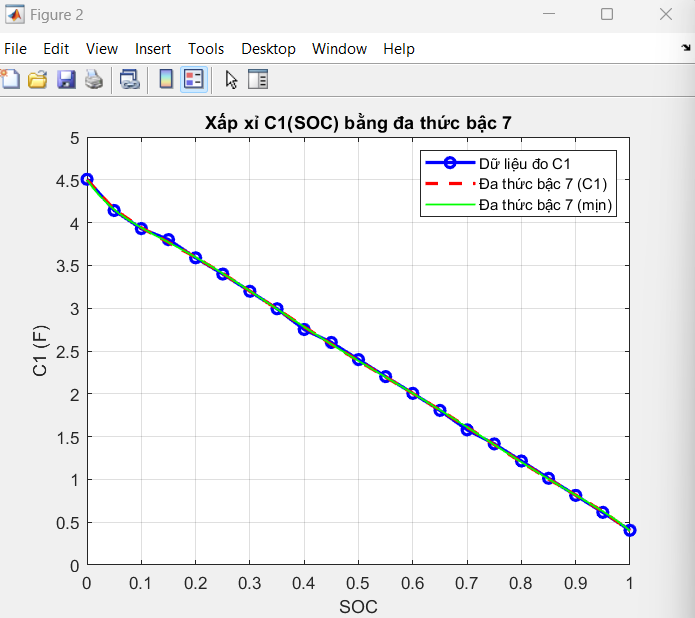 Figure 2
File Edit View Insert Tools Desktop Window Help
Xấp xỉ C1(SOC) bằng đa thức bậc 7
Dữ liệu đo C1
Đa thức bậc 7 (C1)
Đa thức bậc 7 (mịn)
5
4.5
4
3.5
3
2.5
2
1.5
1
0.5
0
C1 (F)
0 0.1 0.2 0.3 0.4 0.5 0.6 0.7 0.8 0.9 1
SOC